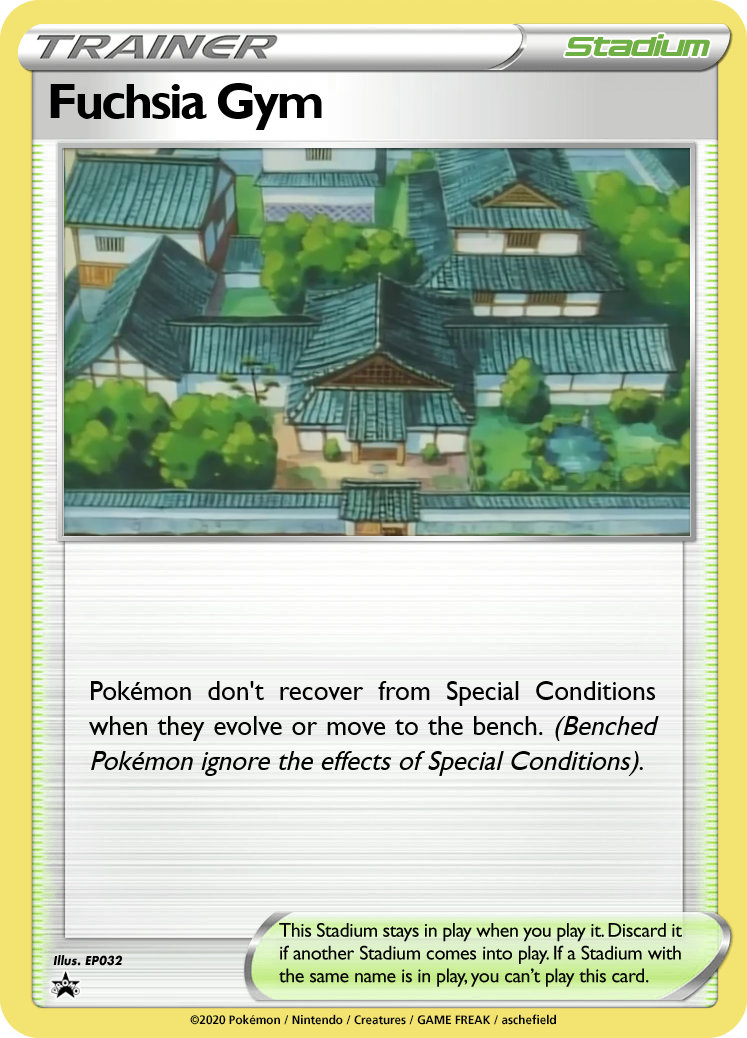 TRAINER Stadium
Fuchsia Gym
Pokémon don't recover from Special Conditions
when they evolve or move to the bench. (Benched
Pokémon ignore the effects of Special Conditions).
This Stadium stays in play when you play it. Discard it
if another Stadium comes into play. If a Stadium with
the same name is in play, you can't play this card.
Illus. EP032
PROMO
©2020 Pokémon / Nintendo / Creatures / GAME FREAK / aschefield